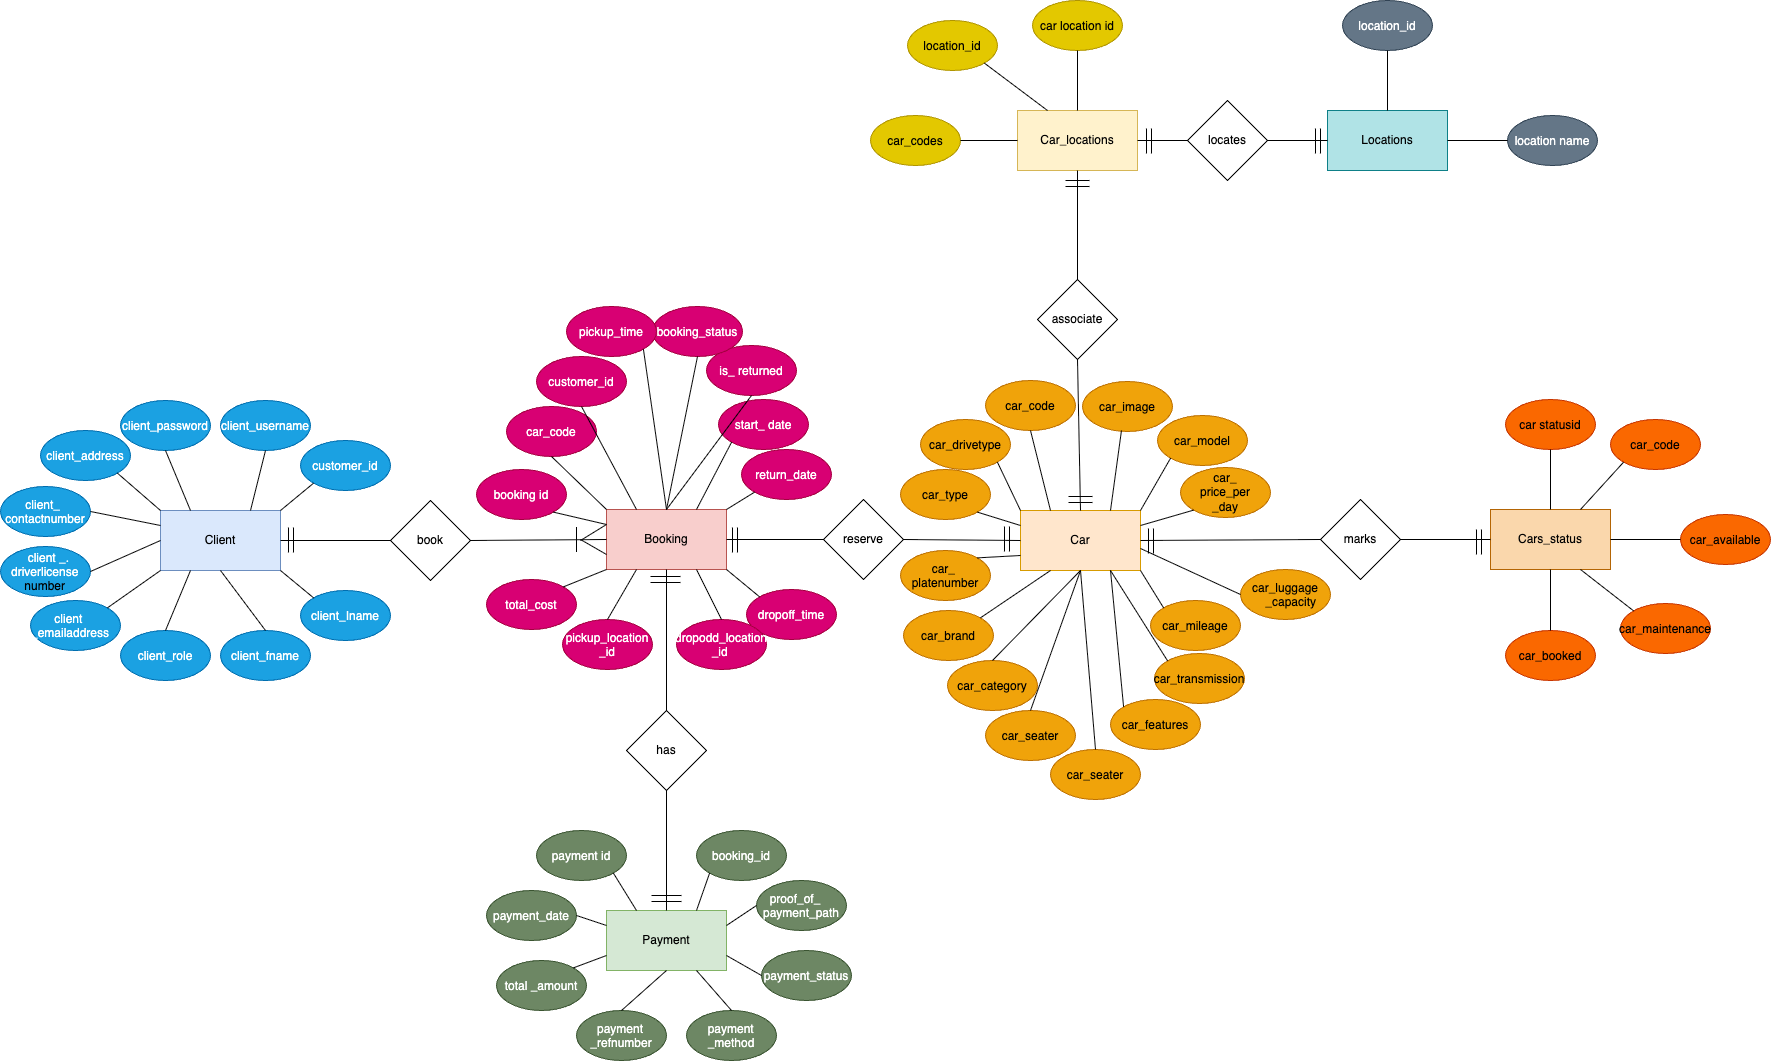 car location id
location_id
location_id
car_codes
Car_locations
locates
Locations
location name
associate
pickup_time
booking_status
is_ returned
customer_id
car_code
start_ date
return_date
booking id
client_password
client_username
client_address
customer_id
client_
contactnumber
Client
book
Booking
reserve
client _.
driverlicense
number
client
emailaddress
client_role
client_fname
client_lname
total_cost
pickup_location
_id
dropodd_location
_id
dropoff_time
car_code
car_image
car_drivetype
car_model
car_type
car_
price_per
_day
Car
marks
car_
platenumber
car_luggage
_capacity
car_brand
car_mileage
car_category
car_transmission
car_seater
car_features
car_seater
car statusid
car_code
Cars_status
car_available
car_maintenance
car_booked
has
payment id
booking_id
payment_date
proof_of_
payment_path
Payment
total _amount
payment_status
payment
_refnumber
payment
_method